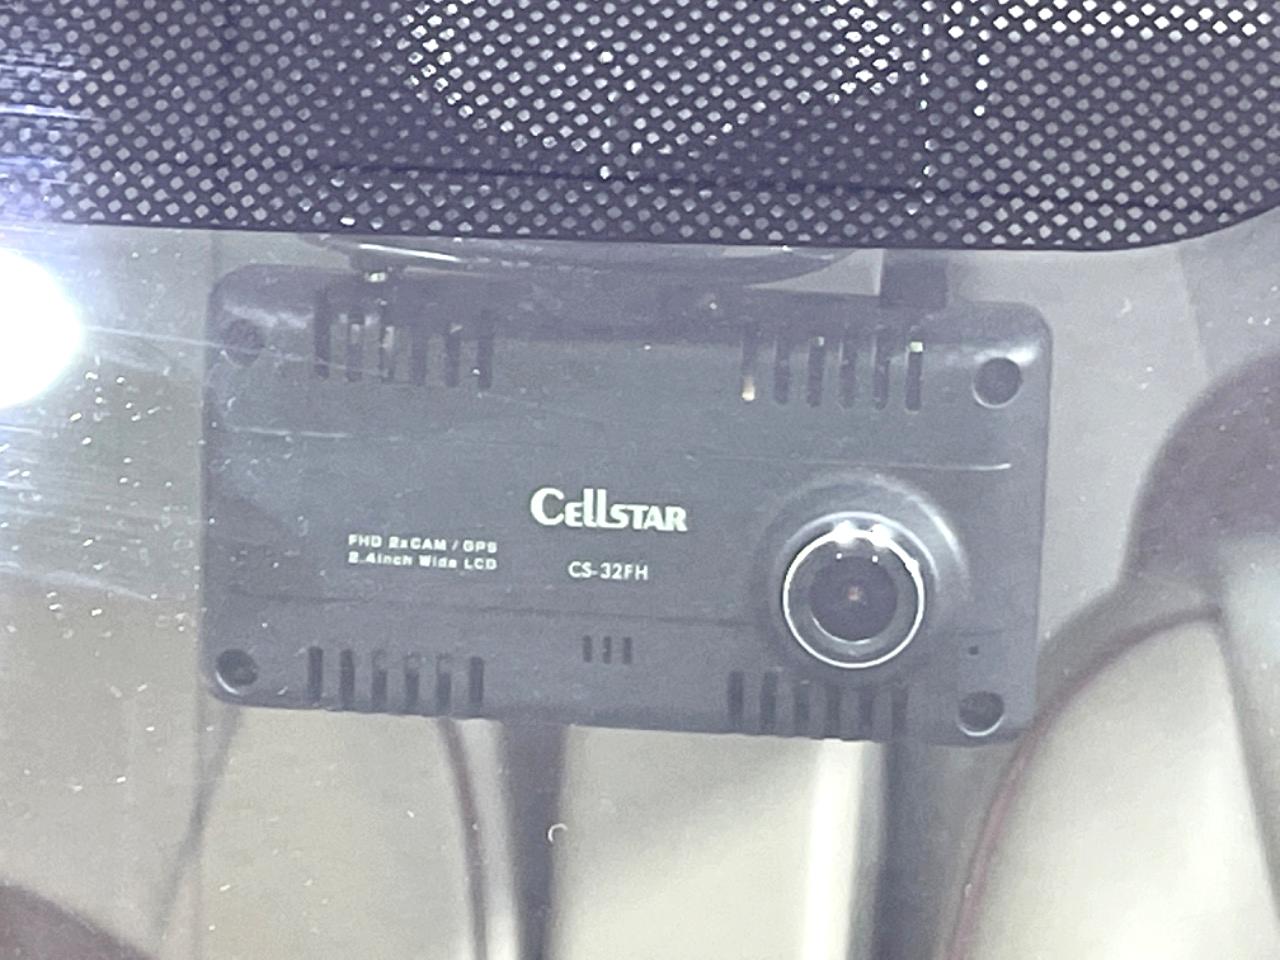 CELLSTAR
FHD 2xCAM / GPS
2.4inch Wide LCD
CS-32FH